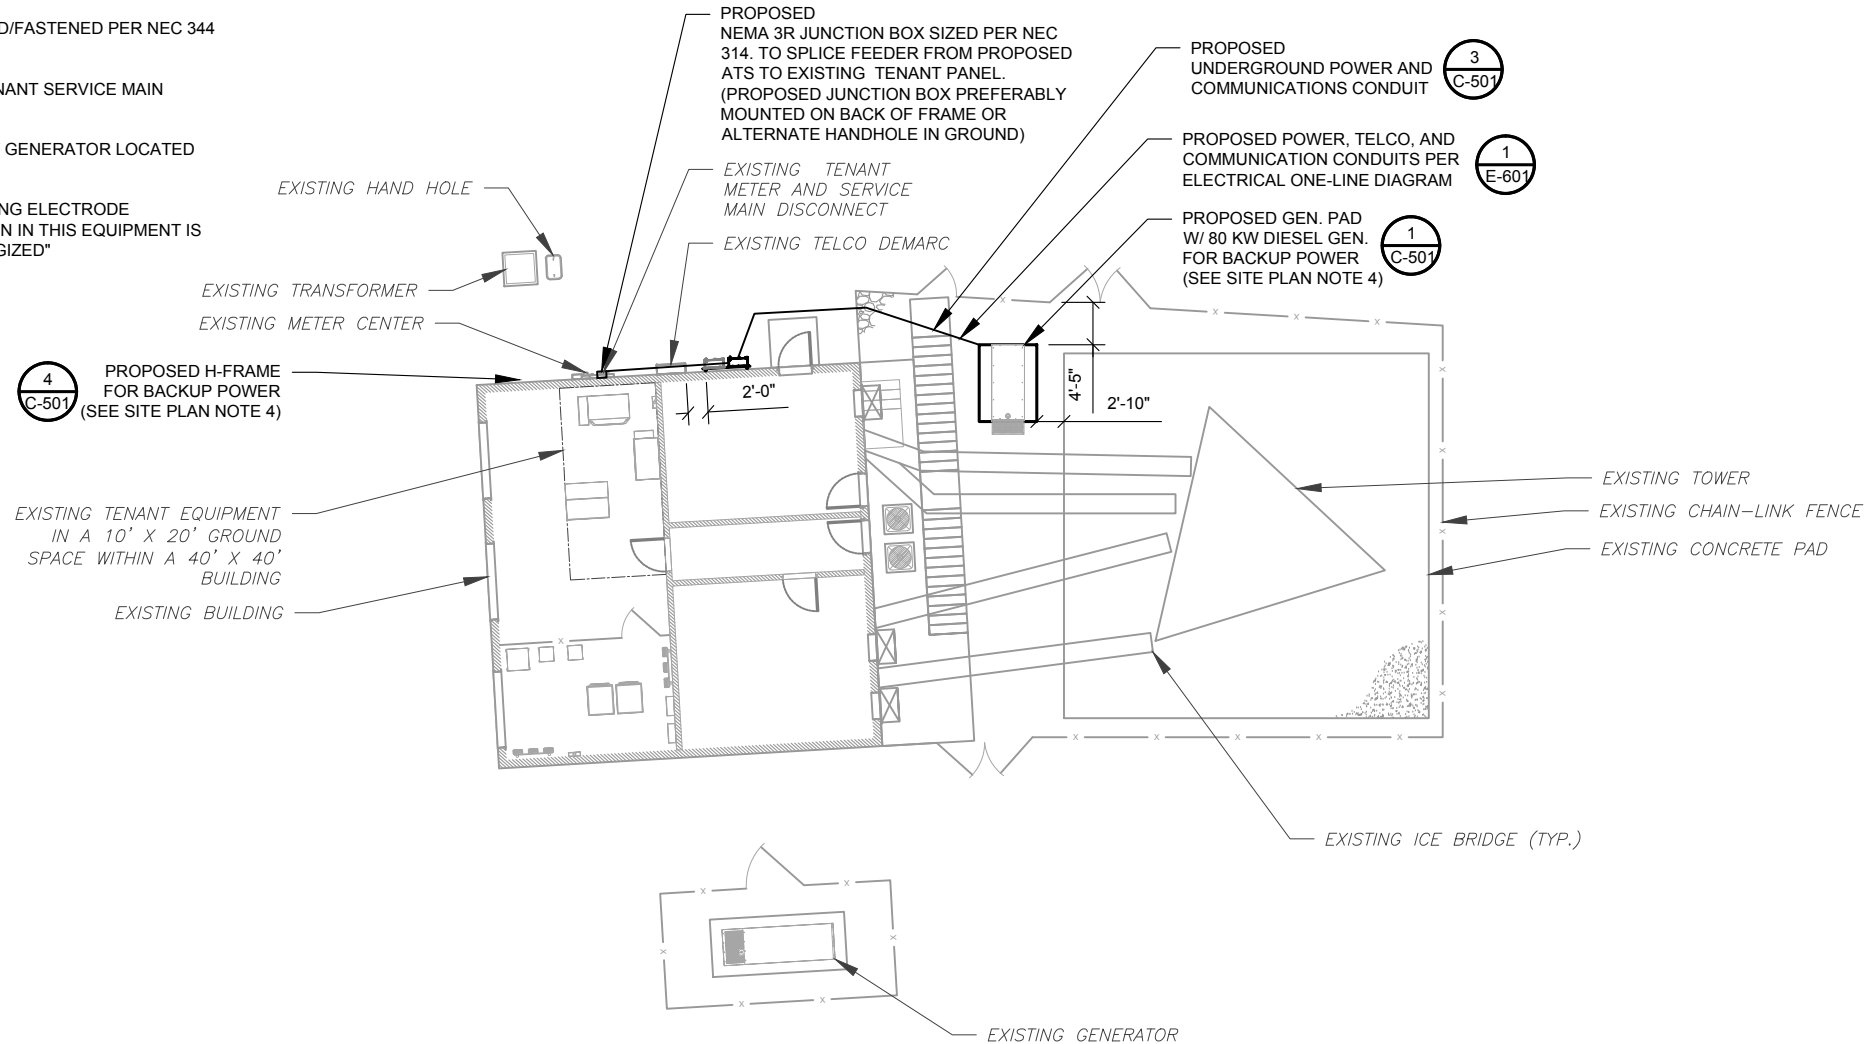 D/FASTENED PER NEC 344
NANT SERVICE MAIN
GENERATOR LOCATED
NG ELECTRODE
N IN THIS EQUIPMENT IS
GIZED"
PROPOSED
NEMA 3R JUNCTION BOX SIZED PER NEC
314. TO SPLICE FEEDER FROM PROPOSED
ATS TO EXISTING TENANT PANEL.
(PROPOSED JUNCTION BOX PREFERABLY
MOUNTED ON BACK OF FRAME OR
ALTERNATE HANDHOLE IN GROUND)
PROPOSED
UNDERGROUND POWER AND
COMMUNICATIONS CONDUIT
3
C-501
PROPOSED POWER, TELCO, AND
COMMUNICATION CONDUITS PER
ELECTRICAL ONE-LINE DIAGRAM
1
E-601
PROPOSED GEN. PAD
W/ 80 KW DIESEL GEN.
FOR BACKUP POWER
(SEE SITE PLAN NOTE 4)
1
C-501
EXISTING TENANT
METER AND SERVICE
MAIN DISCONNECT
EXISTING TELCO DEMARC
EXISTING HAND HOLE
EXISTING TRANSFORMER
EXISTING METER CENTER
4
C-501
PROPOSED H-FRAME
FOR BACKUP POWER
(SEE SITE PLAN NOTE 4)
2'-0"
4'-5"
2'-10"
EXISTING TENANT EQUIPMENT
IN A 10' X 20' GROUND
SPACE WITHIN A 40' X 40'
BUILDING
EXISTING BUILDING
EXISTING TOWER
EXISTING CHAIN-LINK FENCE
EXISTING CONCRETE PAD
EXISTING ICE BRIDGE (TYP.)
EXISTING GENERATOR